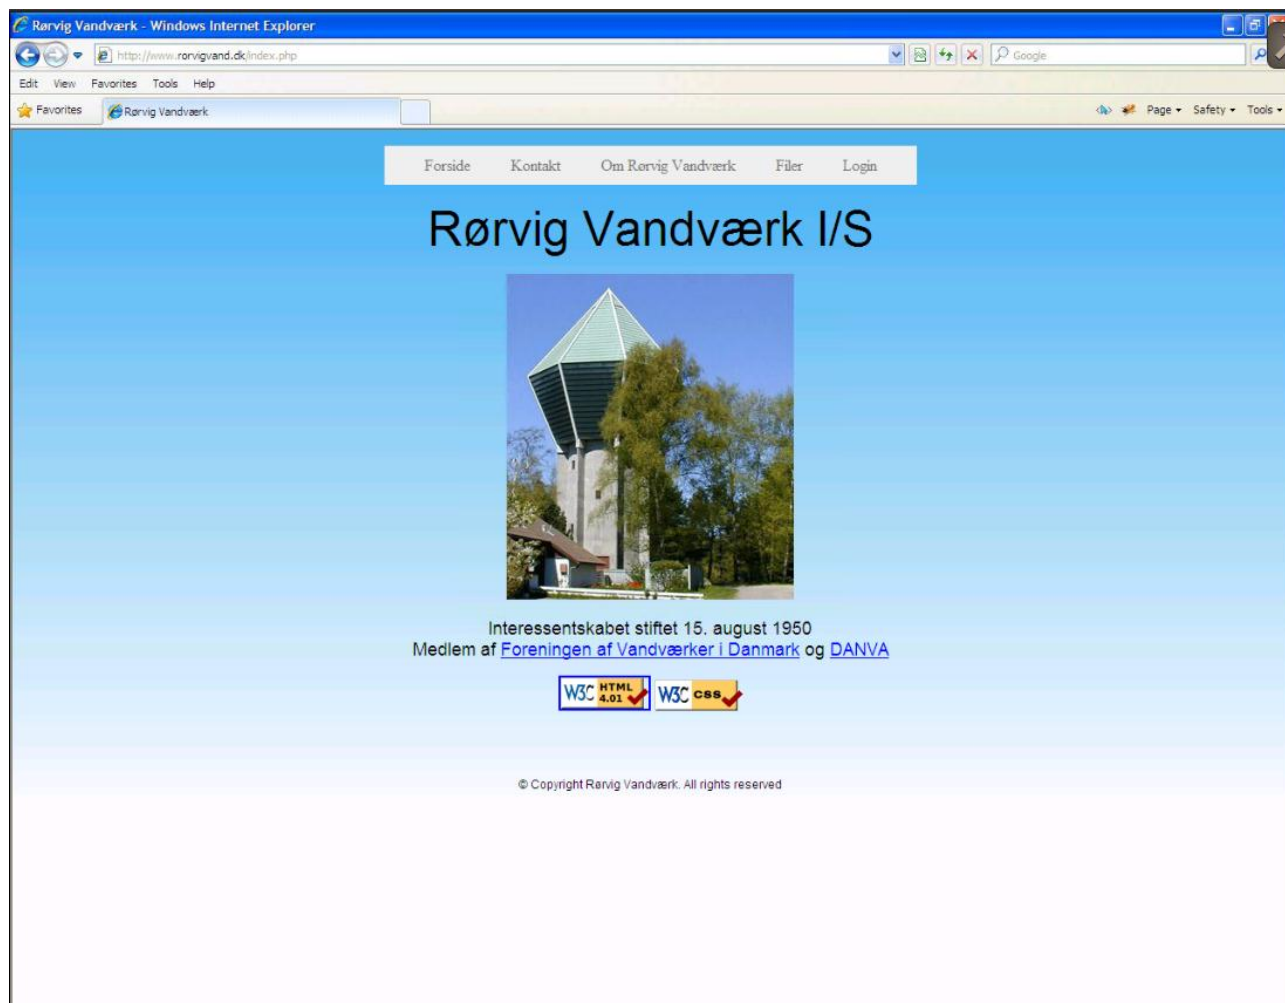 Rørvig Vandværk - Windows Internet Explorer
http://www.rorvigvand.dk/index.php
Google
Edit View Favorites Tools Help
Favorites Rørvig Vandværk Page Safety Tools
Forside Kontakt Om Rørvig Vandværk Filer Login
Rørvig Vandværk I/S
Interessentskabet stiftet 15. august 1950
Medlem af Foreningen af Vandværker i Danmark og DANVA
W3C HTML 4.01 W3C css
© Copyright Rørvig Vandværk. All rights reserved